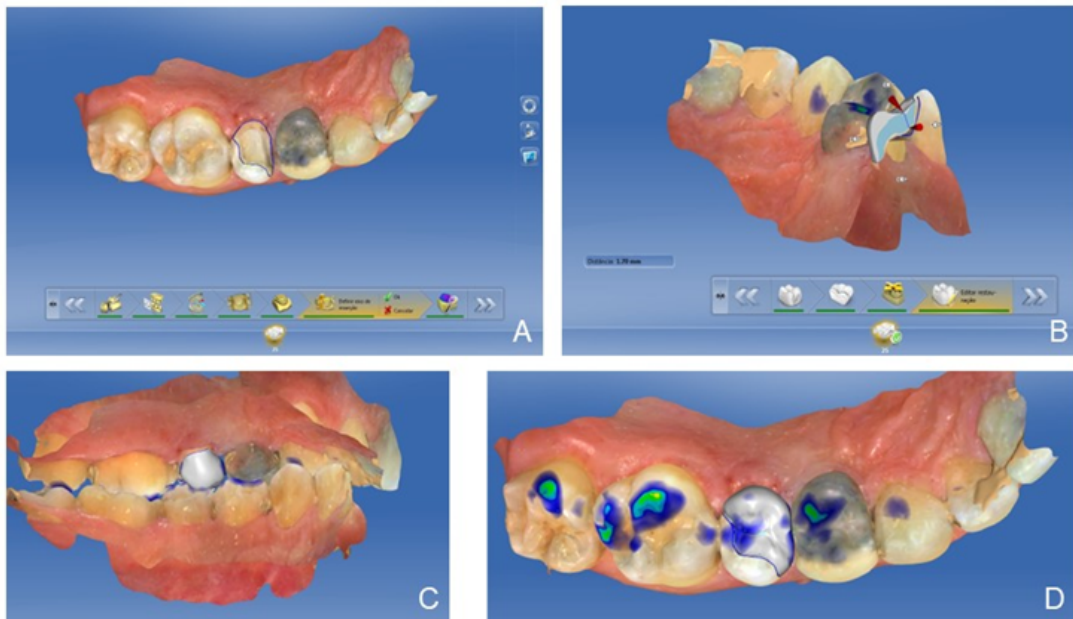 Definir eixo de
inserção
Ok
Cancelar
A
Distância: 1.70 mm
Editar restau-
ração
B
C
D